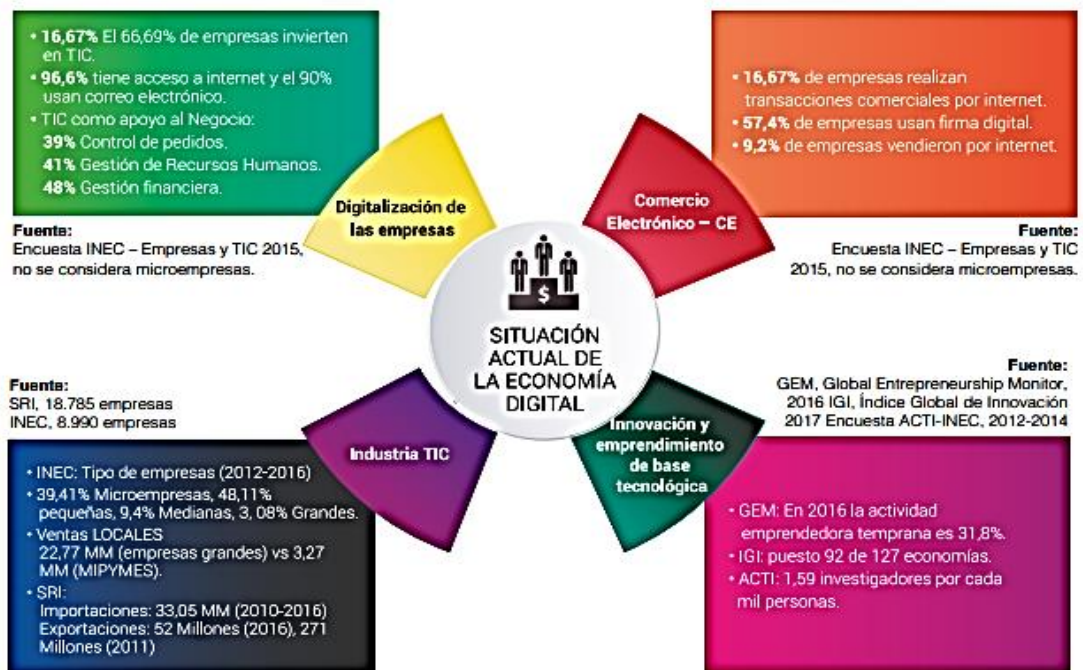 • 16,67% El 66,69% de empresas invierten
en TIC.
• 96,6% tiene acceso a internet y el 90%
usan correo electrónico.
• TIC como apoyo al Negocio:
39% Control de pedidos.
41% Gestión de Recursos Humanos.
48% Gestión financiera.
Fuente:
Encuesta INEC – Empresas y TIC 2015,
no se considera microempresas.
Digitalización de
las empresas
• 16,67% de empresas realizan
transacciones comerciales por internet.
• 57,4% de empresas usan firma digital.
• 9,2% de empresas vendieron por internet.
Fuente:
Encuesta INEC – Empresas y TIC
2015, no se considera microempresas.
Comercio
Electrónico – CE
$
SITUACIÓN
ACTUAL DE
LA ECONOMÍA
DIGITAL
Fuente:
SRI, 18.785 empresas
INEC, 8.990 empresas
Industria TIC
• INEC: Tipo de empresas (2012-2016)
• 39,41% Microempresas, 48,11%
pequeñas, 9,4% Medianas, 3, 08% Grandes.
• Ventas LOCALES
22,77 MM (empresas grandes) vs 3,27
MM (MIPYMES).
• SRI:
Importaciones: 33,05 MM (2010-2016)
Exportaciones: 52 Millones (2016), 271
Millones (2011)
Fuente:
GEM, Global Entrepreneurship Monitor,
2016 IGI, Índice Global de Innovación
2017 Encuesta ACTI-INEC, 2012-2014
Innovación y
emprendimiento
de base
tecnológica
• GEM: En 2016 la actividad
emprendedora temprana es 31,8%.
• IGI: puesto 92 de 127 economías.
• ACTI: 1,59 investigadores por cada
mil personas.